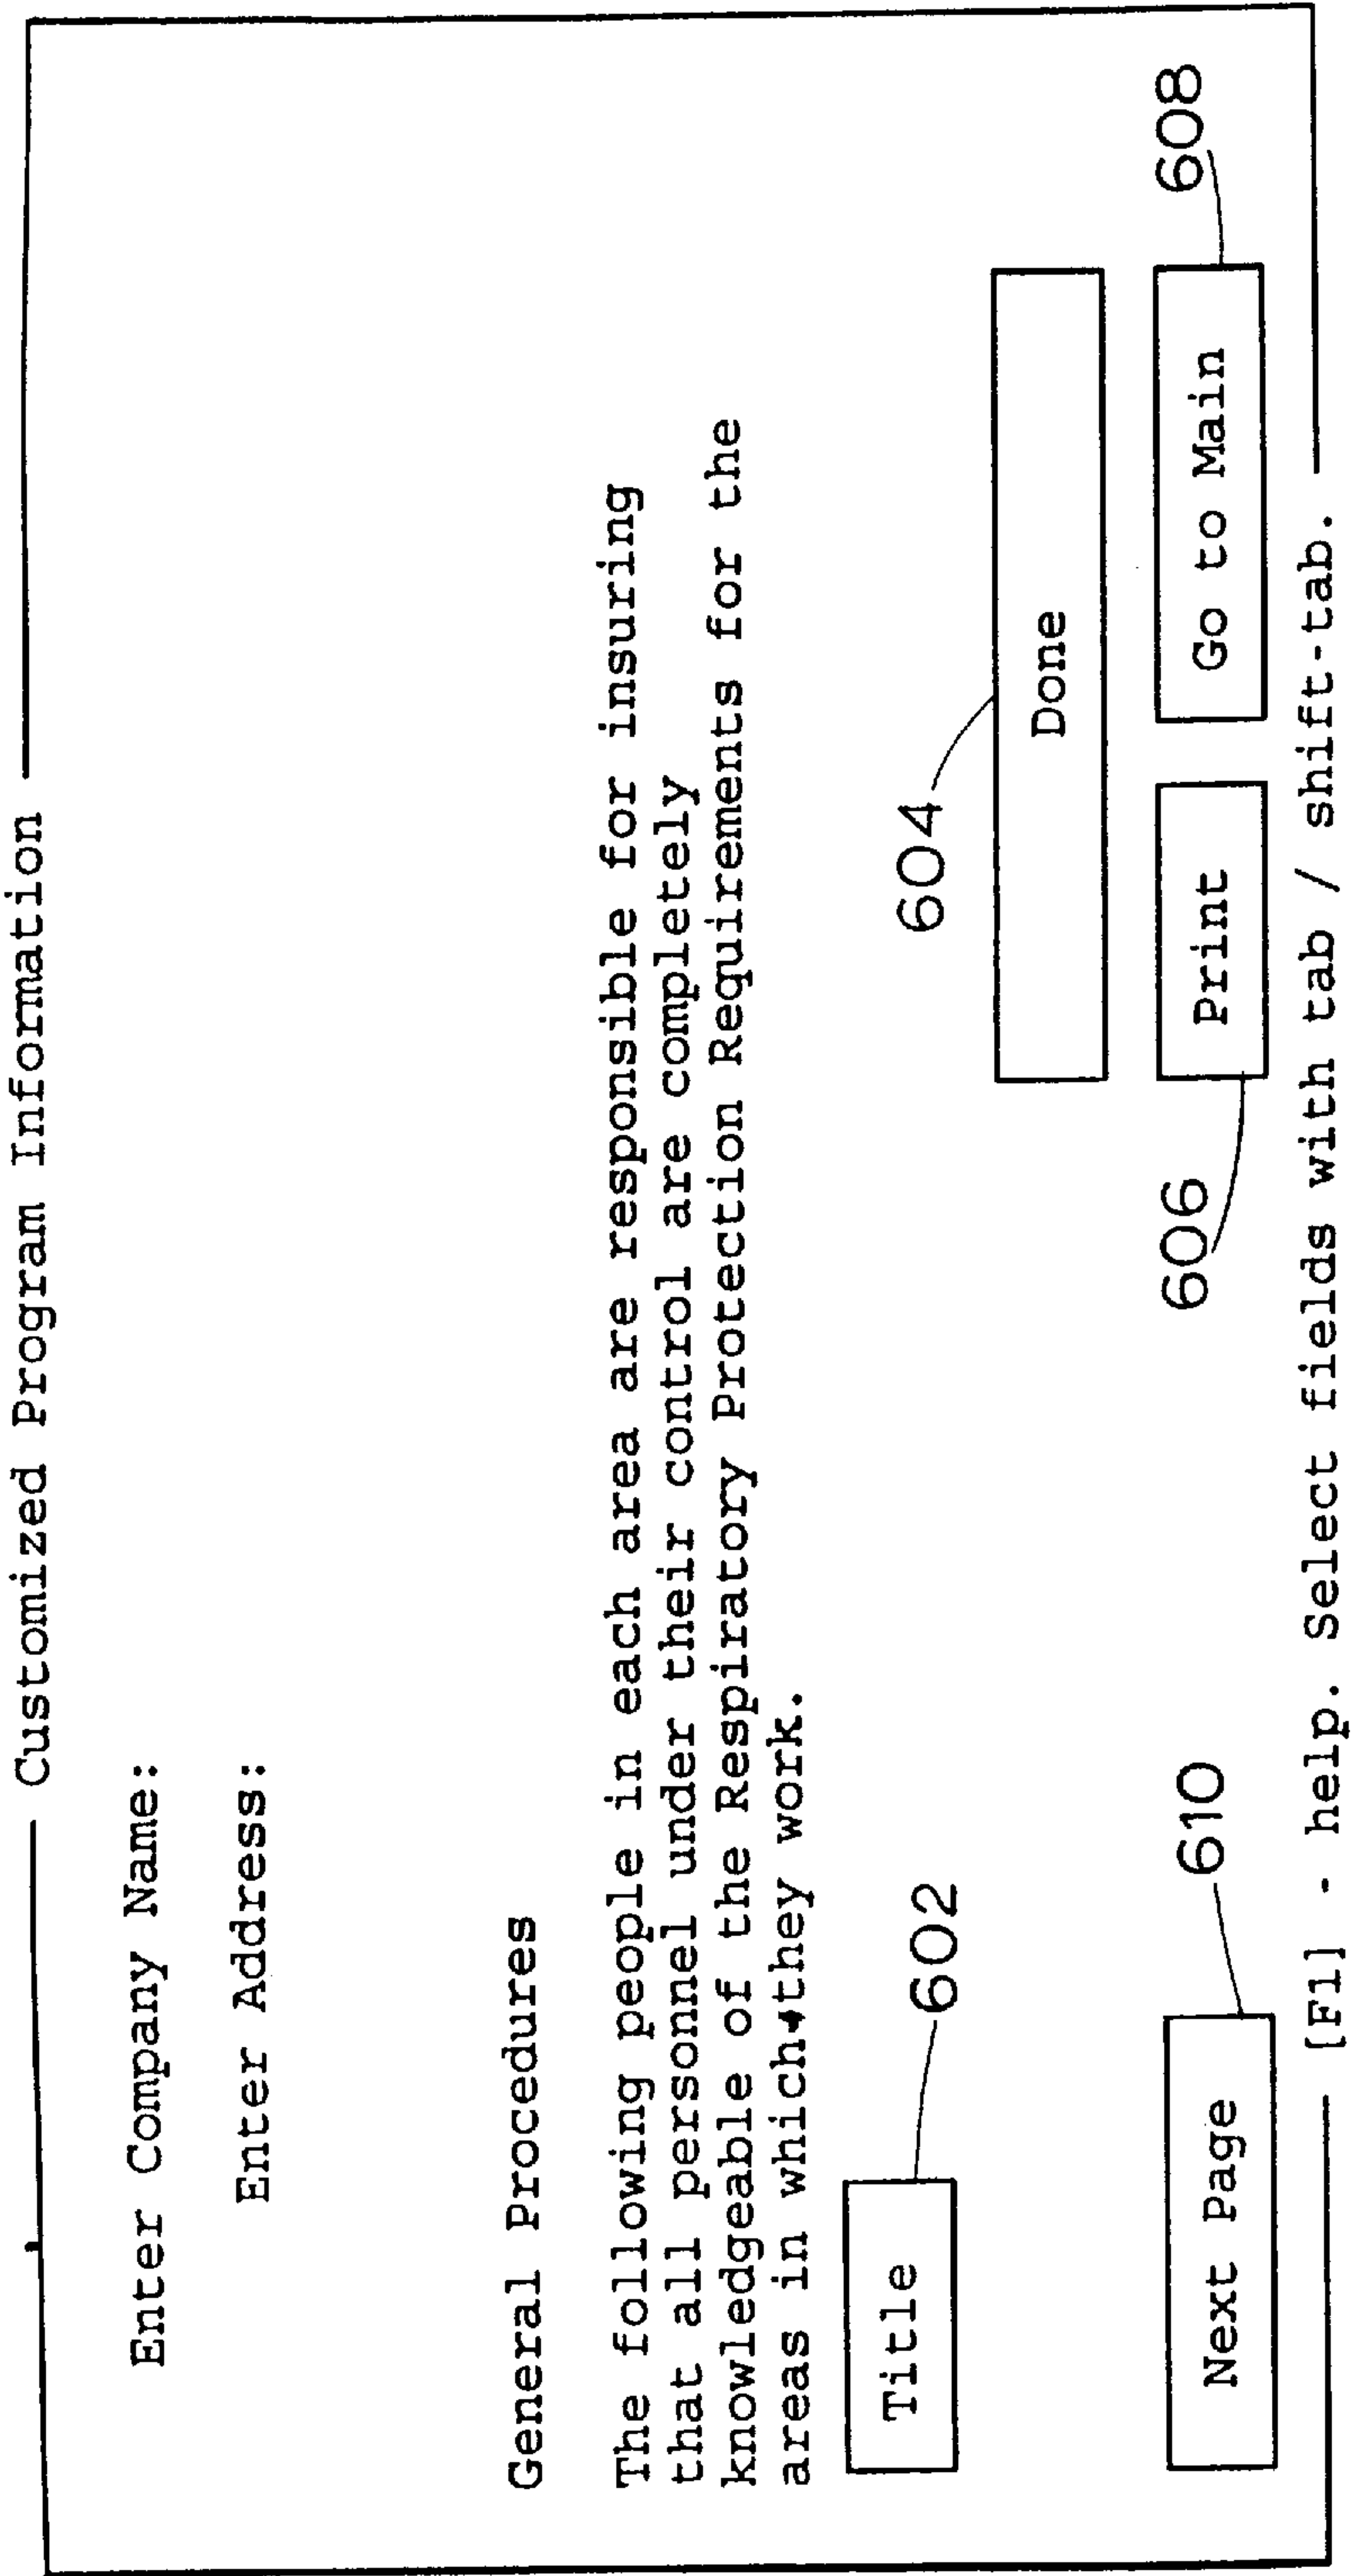 Customized Program Information
Enter Company Name:
Enter Address:
General Procedures
The following people in each area are responsible for insuring
that all personnel under their control are completely
knowledgeable of the Respiratory Protection Requirements for the
areas in which they work.
Title
602
604
Done
Next Page
610
606
Print
Go to Main
608
[F1] - help. Select fields with tab / shift-tab.